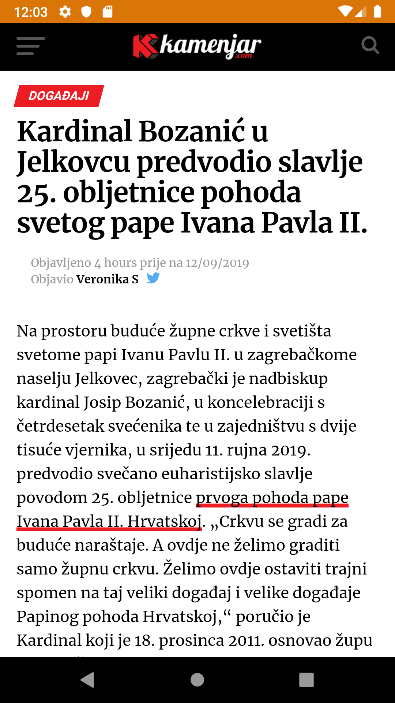 12:03
kamenjar
.com
DOGAĐAJI
Kardinal Bozanić u
Jelkovcu predvodio slavlje
25. obljetnice pohoda
svetog pape Ivana Pavla II.
Objavljeno 4 hours prije na 12/09/2019
Objavio Veronika S
Na prostoru buduće župne crkve i svetišta
svetome papi Ivanu Pavlu II. u zagrebačkome
naselju Jelkovec, zagrebački je nadbiskup
kardinal Josip Bozanić, u koncelebraciji s
četrdesetak svećenika te u zajedništvu s dvije
tisuće vjernika, u srijedu 11. rujna 2019.
predvodio svečano euharistijsko slavlje
povodom 25. obljetnice prvoga pohoda pape
Ivana Pavla II. Hrvatskoj. „Crkvu se gradi za
buduće naraštaje. A ovdje ne želimo graditi
samo župnu crkvu. Želimo ovdje ostaviti trajni
spomen na taj veliki događaj i velike događaje
Papinog pohoda Hrvatskoj,“ poručio je
Kardinal koji je 18. prosinca 2011. osnovao župu